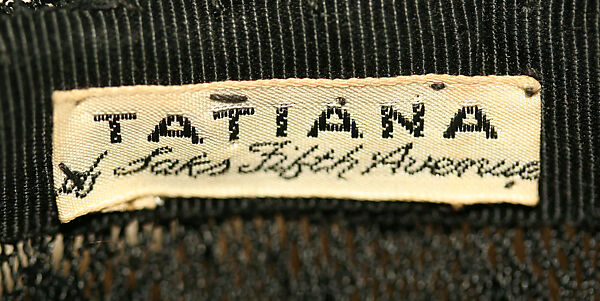 TATIANA
of Saks Fifth Avenue